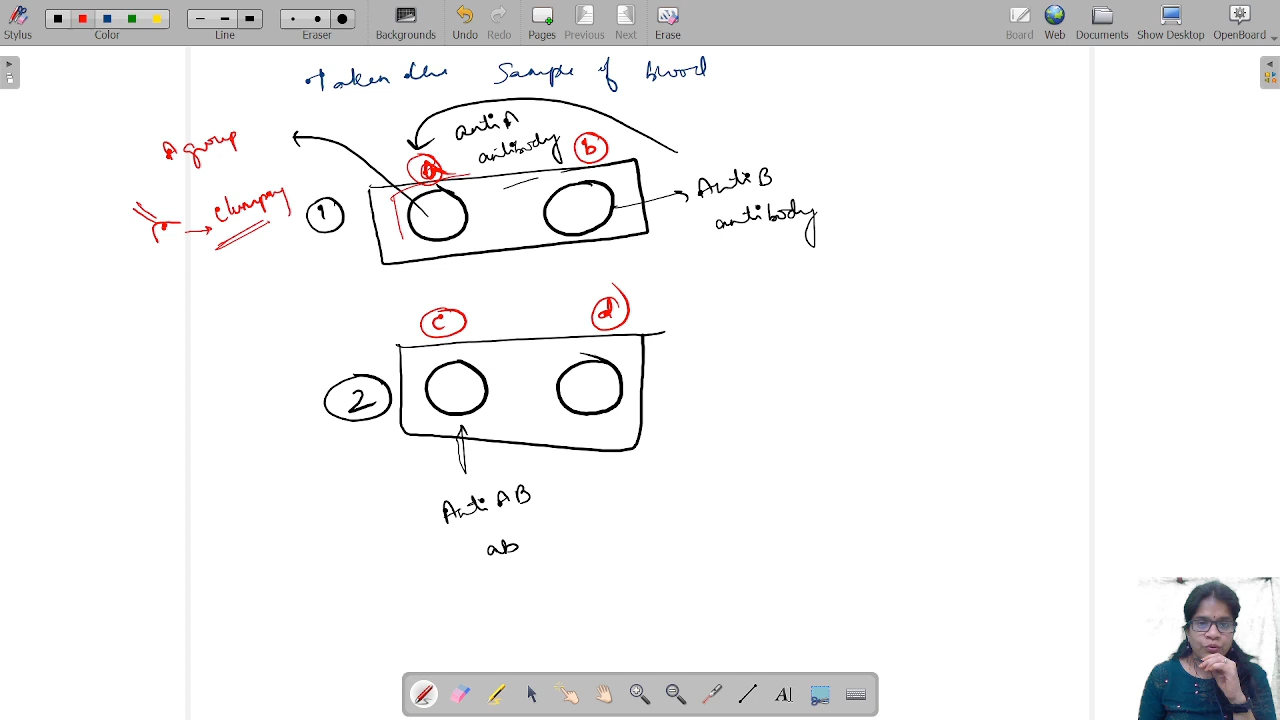 Stylus
Color
Line
Eraser
Backgrounds
Undo
Redo
Pages
Previous
Next
Erase
Board
Web
Documents
Show Desktop
OpenBoard
Taken the Sample of blood
anti A
antibody
a
b
A group
Anti B
antibody
clumping
1
c
d
2
Anti AB
ab